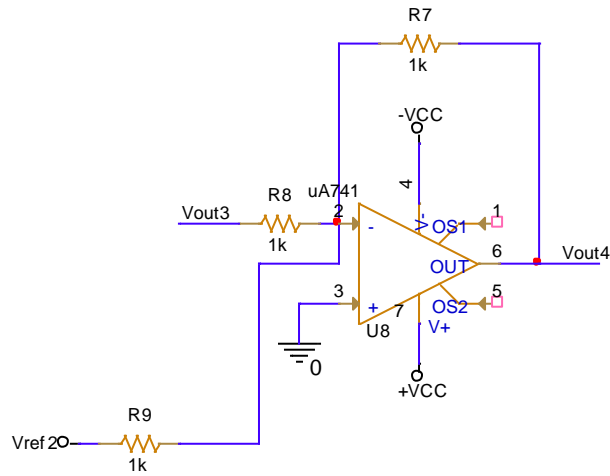 R7
1k
-VCC
4
R8
uA741
Vout3
1k
2
-
V-
OS1
1
OUT
6
Vout4
3
+
7
OS2
5
U8
V+
0
+VCC
R9
Vref2
1k